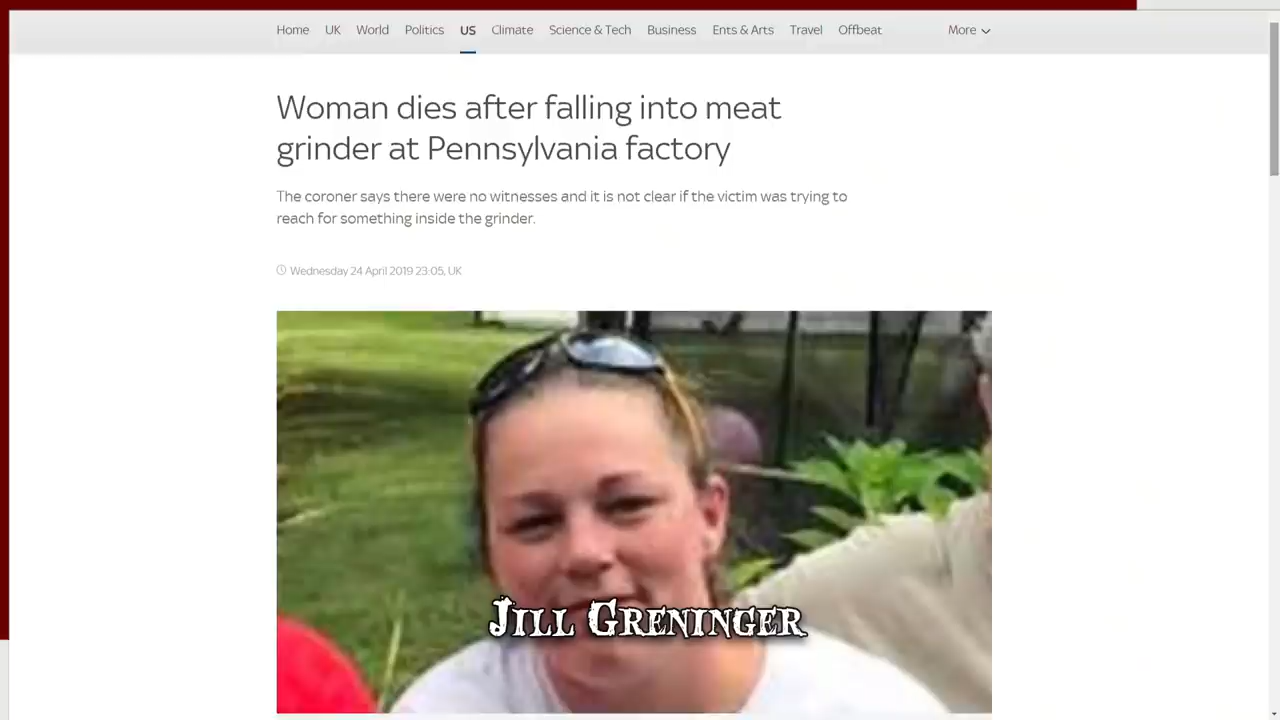 Home UK World Politics US Climate Science & Tech Business Ents & Arts Travel Offbeat More
Woman dies after falling into meat
grinder at Pennsylvania factory
The coroner says there were no witnesses and it is not clear if the victim was trying to
reach for something inside the grinder.
Wednesday 24 April 2019 23:05, UK
JILL GRENINGER